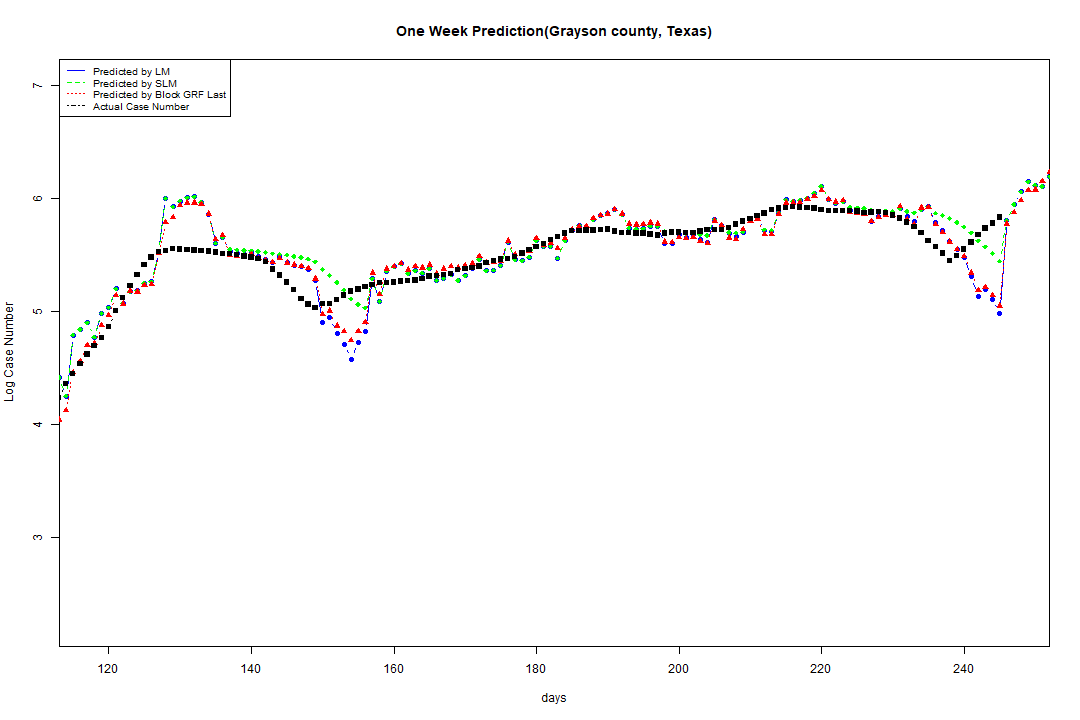 One Week Prediction(Grayson county, Texas)
Predicted by LM
Predicted by SLM
Predicted by Block GRF Last
Actual Case Number
7
6
5
4
3
Log Case Number
120 140 160 180 200 220 240
days